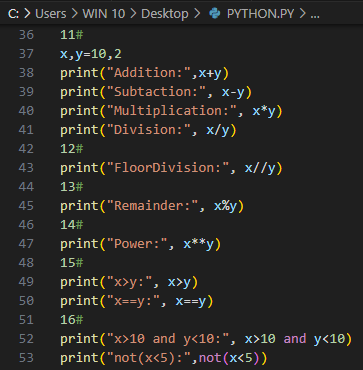 C: > Users > WIN 10 > Desktop > PYTHON.PY > ...
36 11#
37 x,y=10,2
38 print("Addition:",x+y)
39 print("Subtaction:", x-y)
40 print("Multiplication:", x*y)
41 print("Division:", x/y)
42 12#
43 print("FloorDivision:", x//y)
44 13#
45 print("Remainder:", x%y)
46 14#
47 print("Power:", x**y)
48 15#
49 print("x>y:", x>y)
50 print("x==y:", x==y)
51 16#
52 print("x>10 and y<10:", x>10 and y<10)
53 print("not(x<5):",not(x<5))